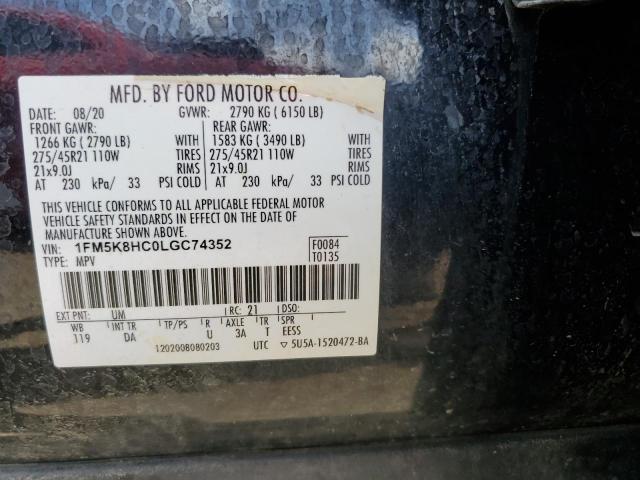 MFD. BY FORD MOTOR CO.
DATE: 08/20 GVWR: 2790 KG ( 6150 LB)
FRONT GAWR: REAR GAWR:
1266 KG ( 2790 LB) WITH 1583 KG ( 3490 LB) WITH
275/45R21 110W TIRES 275/45R21 110W TIRES
21x9.0J RIMS 21x9.0J RIMS
AT 230 kPa/ 33 PSI COLD AT 230 kPa/ 33 PSI COLD
THIS VEHICLE CONFORMS TO ALL APPLICABLE FEDERAL MOTOR
VEHICLE SAFETY STANDARDS IN EFFECT ON THE DATE OF
MANUFACTURE SHOWN ABOVE.
VIN: 1FM5K8HC0LGC74352 F0084
TYPE: MPV T0135
EXT PNT: UM RC: 21 DSO:
WB INT TR TP/PS R AXLE TR SPR
119 DA U 3A T EESS
1202008080203 UTC ▽ 5U5A-1520472-BA